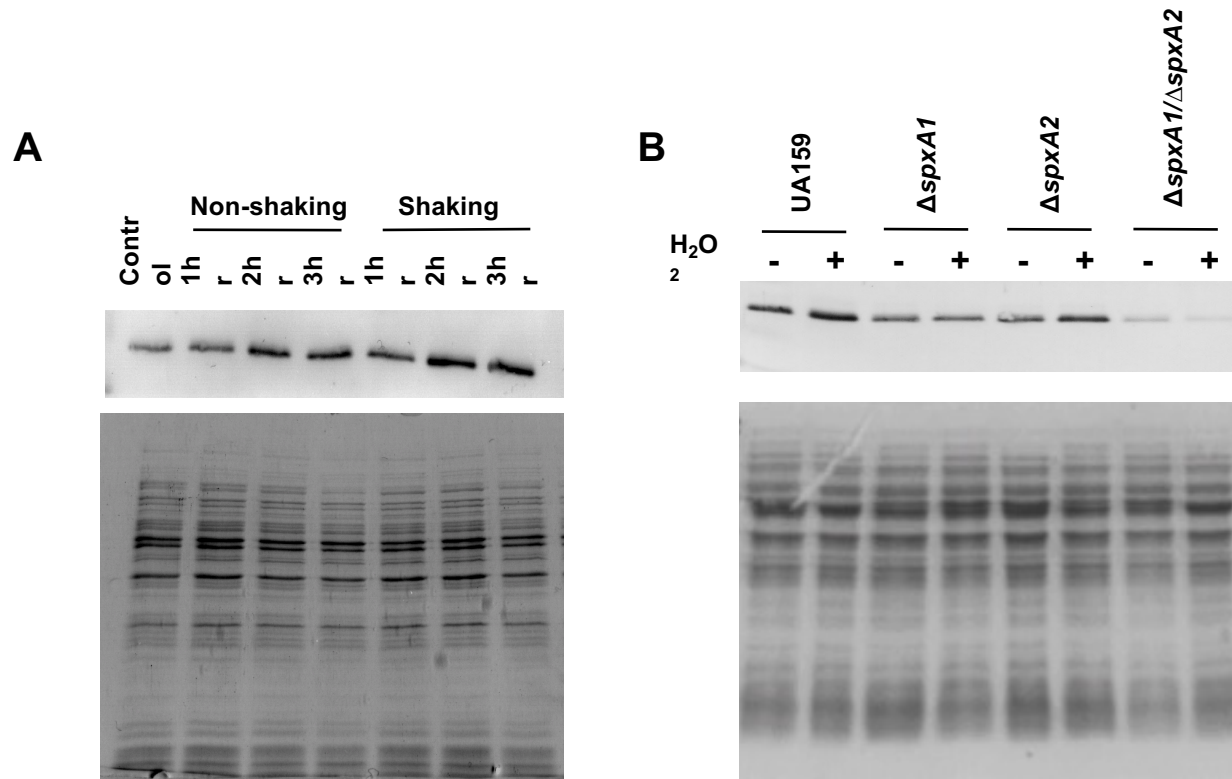 A
Non-shaking
Shaking
Contr
ol
1h
r
2h
r
3h
r
1h
r
2h
r
3h
r
B
UA159
ΔspxA1
ΔspxA2
ΔspxA1/ΔspxA2
H₂O
2
- + - + - + - +